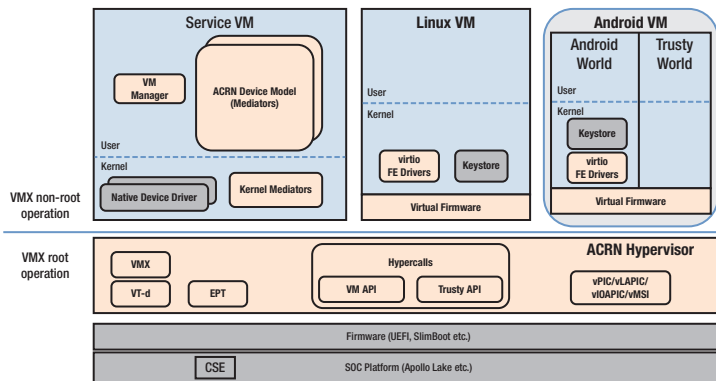 Service VM
VM
Manager
ACRN Device Model
(Mediators)
User
Kernel
Native Device Driver
Kernel Mediators
Linux VM
User
Kernel
virtio
FE Drivers
Keystore
Virtual Firmware
Android VM
Android
World
Trusty
World
User
Kernel
Keystore
virtio
FE Drivers
Virtual Firmware
VMX non-root
operation
VMX root
operation
ACRN Hypervisor
VMX
VT-d
EPT
Hypercalls
VM API
Trusty API
vPIC/vLAPIC/
vIOAPIC/vMSI
Firmware (UEFI, SlimBoot etc.)
CSE
SOC Platform (Apollo Lake etc.)